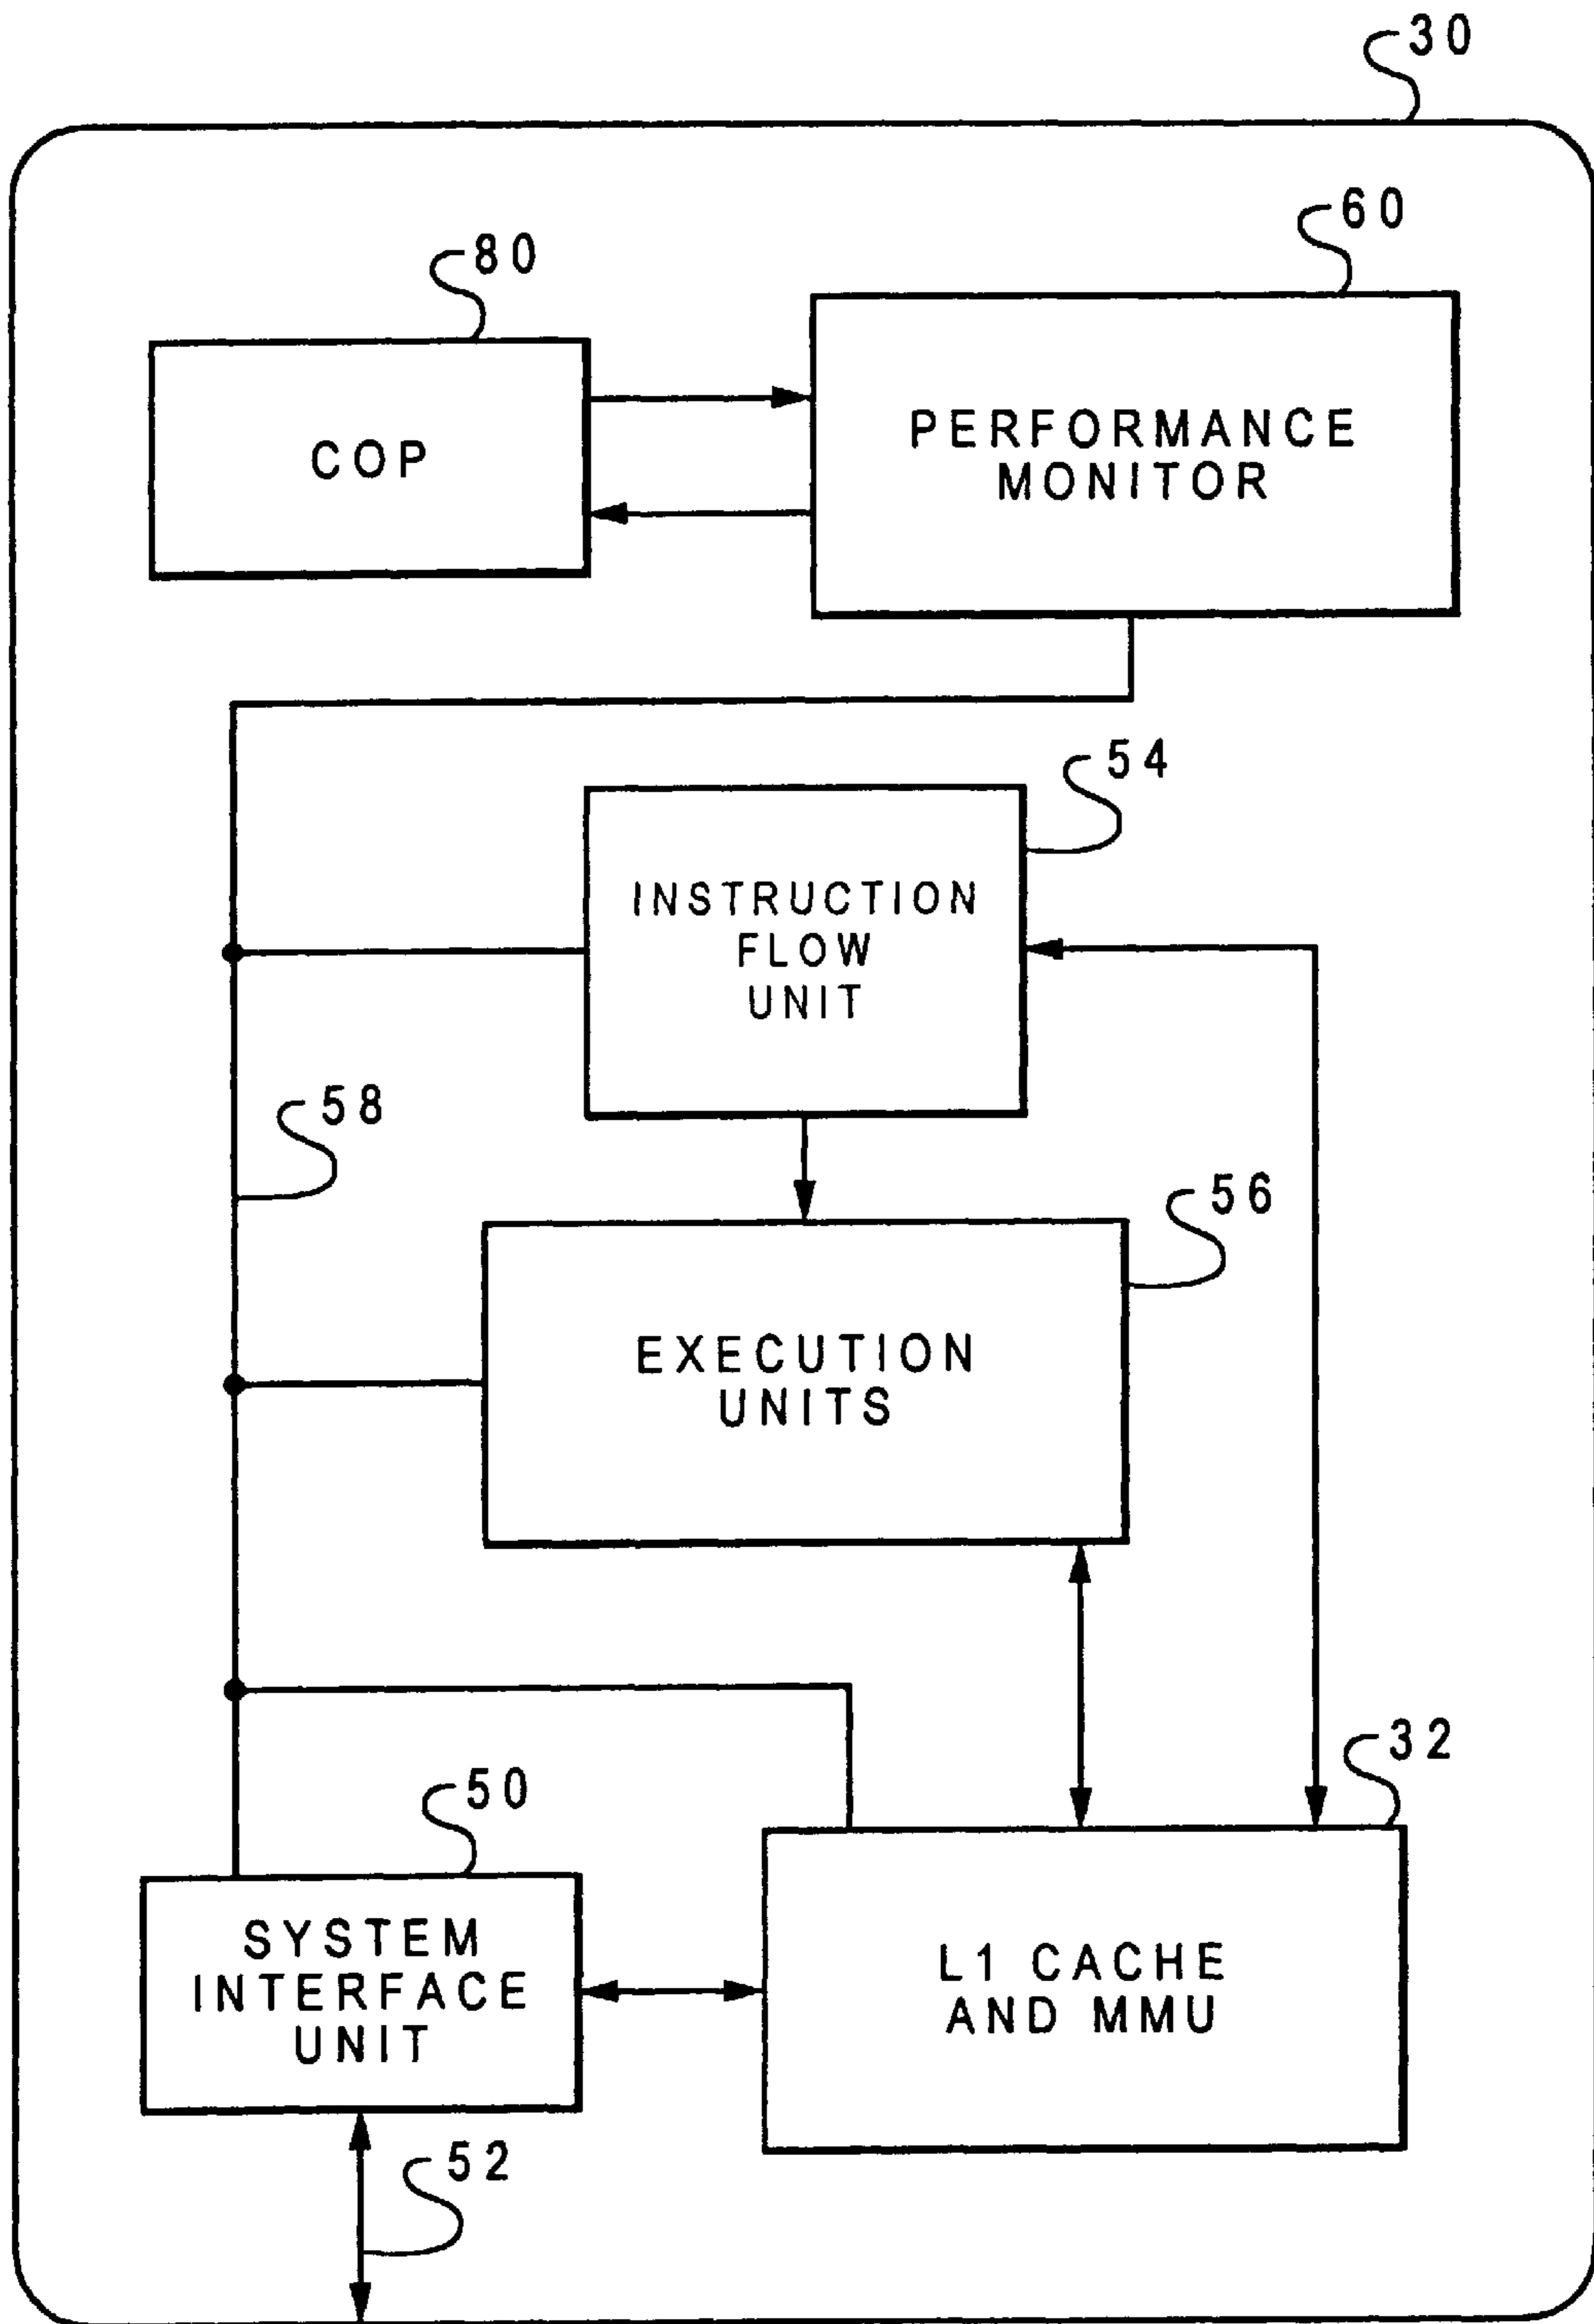 30
60
80
COP
PERFORMANCE
MONITOR
54
INSTRUCTION
FLOW
UNIT
58
56
EXECUTION
UNITS
32
50
SYSTEM
INTERFACE
UNIT
L1 CACHE
AND MMU
52